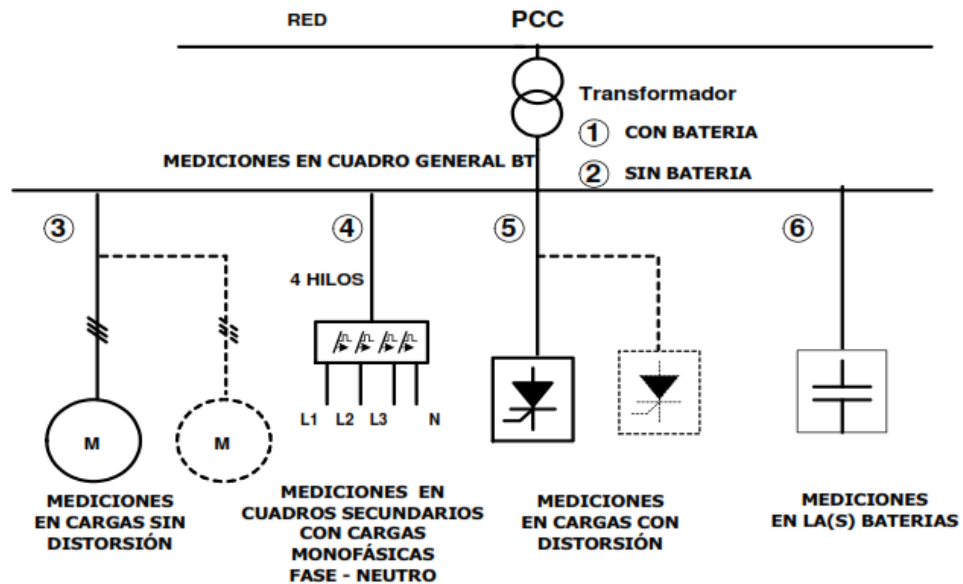 RED
PCC
Transformador
1 CON BATERIA
MEDICIONES EN CUADRO GENERAL BT
2 SIN BATERIA
3
4
5
6
4 HILOS
L1 L2 L3 N
M
M
MEDICIONES
EN CARGAS SIN
DISTORSIÓN
MEDICIONES EN
CUADROS SECUNDARIOS
CON CARGAS
MONOFÁSICAS
FASE - NEUTRO
MEDICIONES
EN CARGAS CON
DISTORSIÓN
MEDICIONES
EN LA(S) BATERIAS